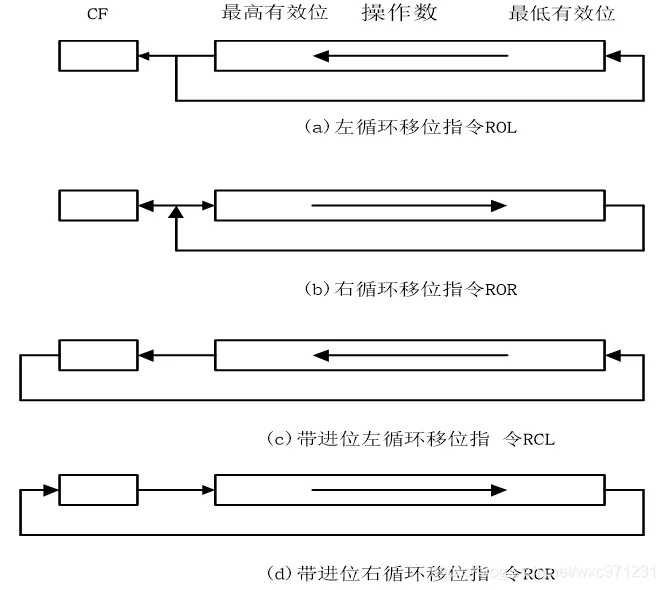 CF 最高有效位 操作数 最低有效位
(a)左循环移位指令ROL
(b)右循环移位指令ROR
(c)带进位左循环移位指 令RCL
(d)带进位右循环移位指 令RCR
net/wxc971231